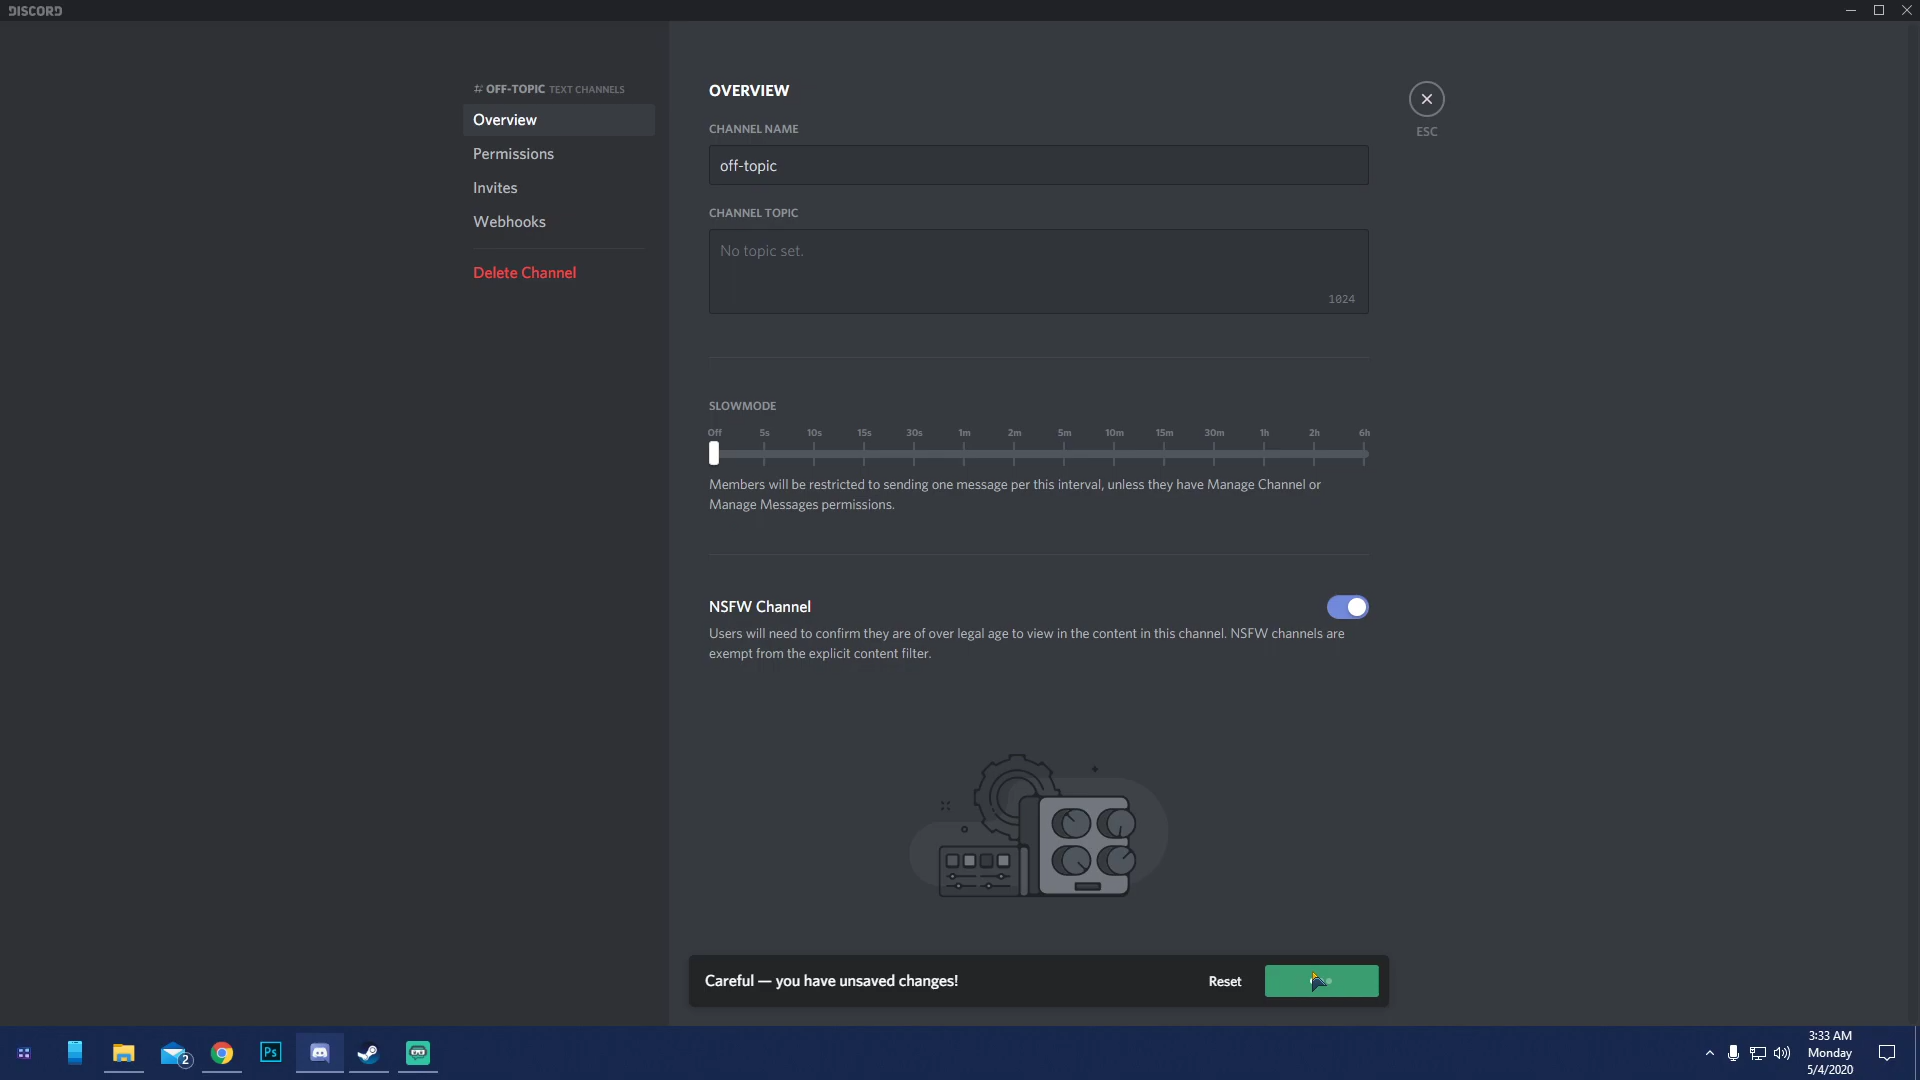 DISCORD
# OFF-TOPIC TEXT CHANNELS
Overview
Permissions
Invites
Webhooks
Delete Channel
OVERVIEW
ESC
CHANNEL NAME
off-topic
CHANNEL TOPIC
No topic set.
1024
SLOWMODE
Off 5s 10s 15s 30s 1m 2m 5m 10m 15m 30m 1h 2h 6h
Members will be restricted to sending one message per this interval, unless they have Manage Channel or
Manage Messages permissions.
NSFW Channel
Users will need to confirm they are of over legal age to view in the content in this channel. NSFW channels are
exempt from the explicit content filter.
Careful — you have unsaved changes!
Reset
2
Ps
3:33 AM
Monday
5/4/2020